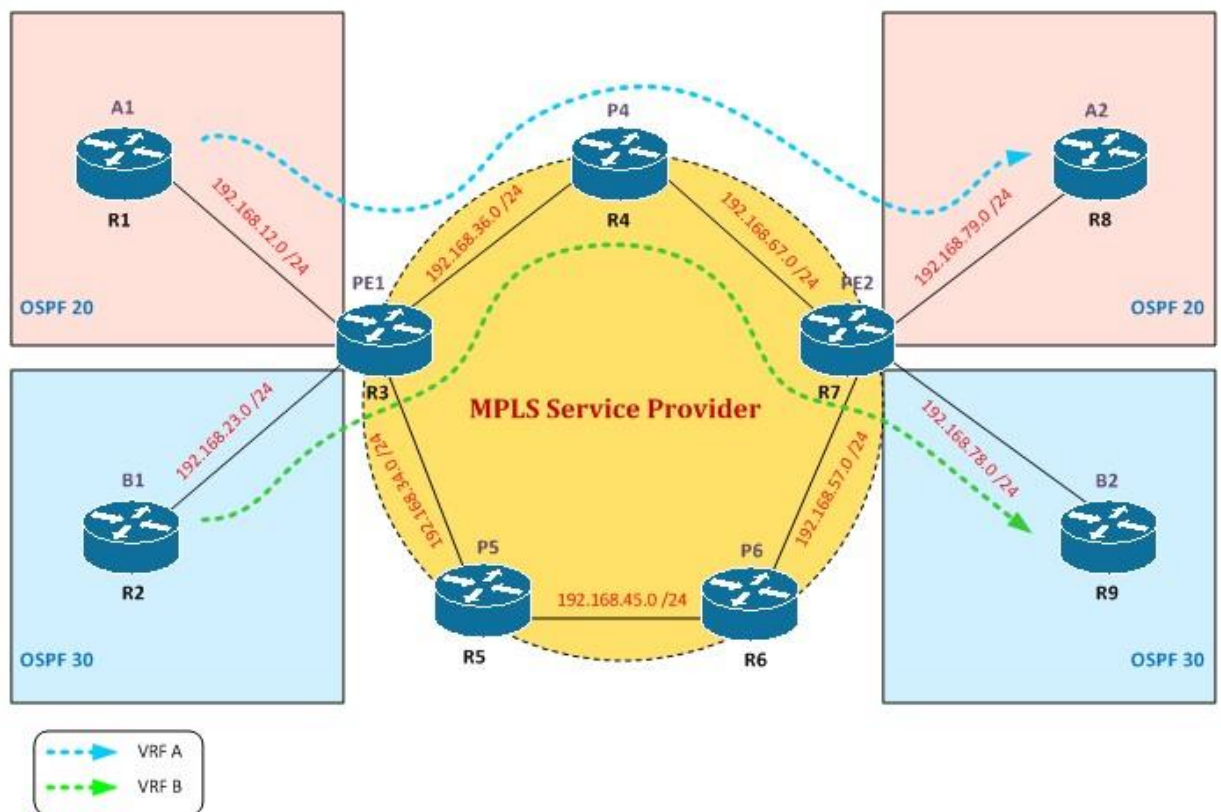 A1
R1
192.168.12.0 /24
OSPF 20
P4
R4
192.168.36.0 /24
192.168.67.0 /24
A2
R8
192.168.79.0 /24
OSPF 20
PE1
R3
PE2
R7
MPLS Service Provider
192.168.23.0 /24
B1
R2
OSPF 30
192.168.34.0 /24
P5
R5
192.168.45.0 /24
P6
R6
192.168.57.0 /24
192.168.78.0 /24
B2
R9
OSPF 30
VRF A
VRF B